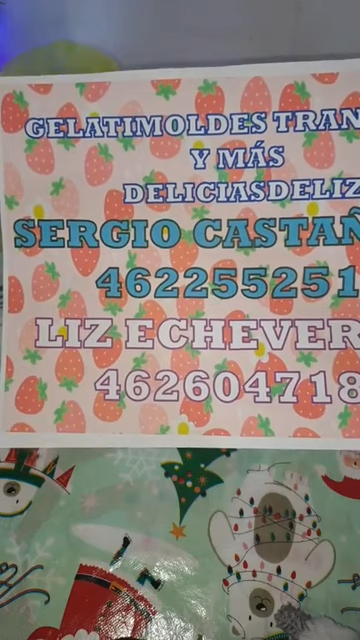 GELATIMOLDES TRAN
Y MÁS
DELICIASDELIZ
SERGIO CASTAÑ
462255251
LIZ ECHEVER
462604718